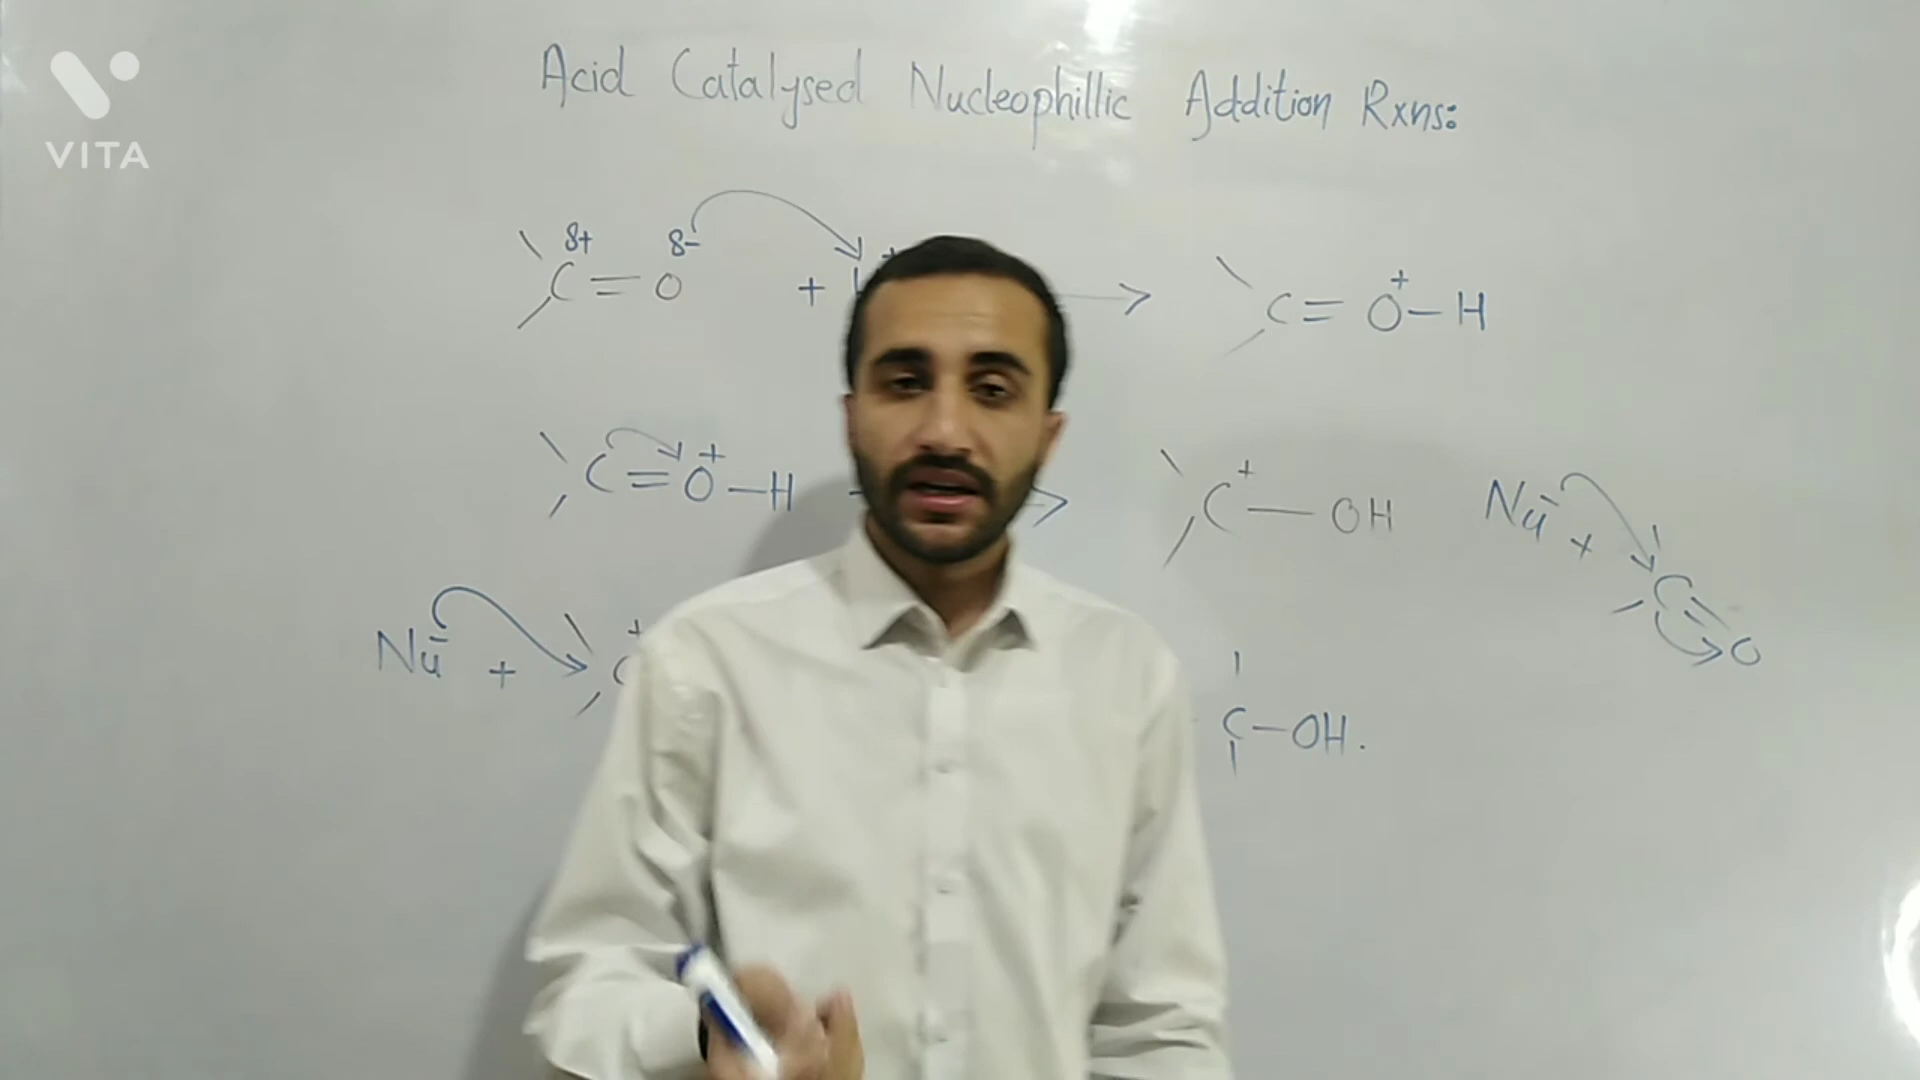 VITA
Acid Catalysed Nucleophillic Addition Rxns:
δ+ δ-
C = O + + → C = O+ — H
C = O+ — H → C+ — OH Nu- +
C = O
Nu- + C+
C — OH.